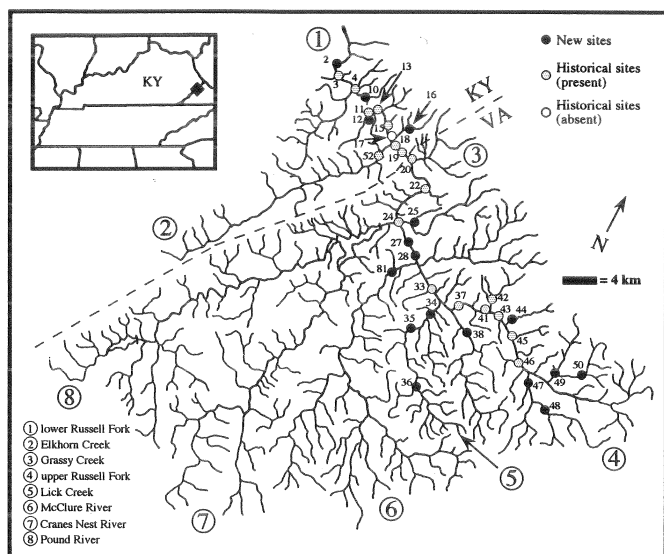 KY
1
2
3
4
10
11
12
13
15
16
17
18
19
20
52
22
24
25
27
28
81
33
34
35
36
37
38
41
42
43
44
45
46
47
48
49
50
KY
VA
New sites
Historical sites
(present)
Historical sites
(absent)
N
= 4 km
2
3
4
5
6
7
8
1 lower Russell Fork
2 Elkhorn Creek
3 Grassy Creek
4 upper Russell Fork
5 Lick Creek
6 McClure River
7 Cranes Nest River
8 Pound River